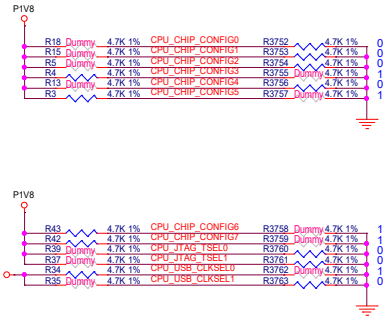 P1V8
R18 Dummy 4.7K 1% CPU_CHIP_CONFIG0 R3752 4.7K 1% 0
R15 Dummy 4.7K 1% CPU_CHIP_CONFIG1 R3753 4.7K 1% 0
R5 Dummy 4.7K 1% CPU_CHIP_CONFIG2 R3754 4.7K 1% 0
R4 4.7K 1% CPU_CHIP_CONFIG3 R3755 Dummy 4.7K 1% 1
R13 Dummy 4.7K 1% CPU_CHIP_CONFIG4 R3756 4.7K 1% 0
R3 4.7K 1% CPU_CHIP_CONFIG5 R3757 Dummy 4.7K 1% 1
P1V8
R43 4.7K 1% CPU_CHIP_CONFIG6 R3758 Dummy 4.7K 1% 1
R42 4.7K 1% CPU_CHIP_CONFIG7 R3759 Dummy 4.7K 1% 1
R39 Dummy 4.7K 1% CPU_JTAG_TSEL0 R3760 4.7K 1% 0
R37 Dummy 4.7K 1% CPU_JTAG_TSEL1 R3761 4.7K 1% 0
R34 4.7K 1% CPU_USB_CLKSEL0 R3762 Dummy 4.7K 1% 1
R35 Dummy 4.7K 1% CPU_USB_CLKSEL1 R3763 4.7K 1% 0